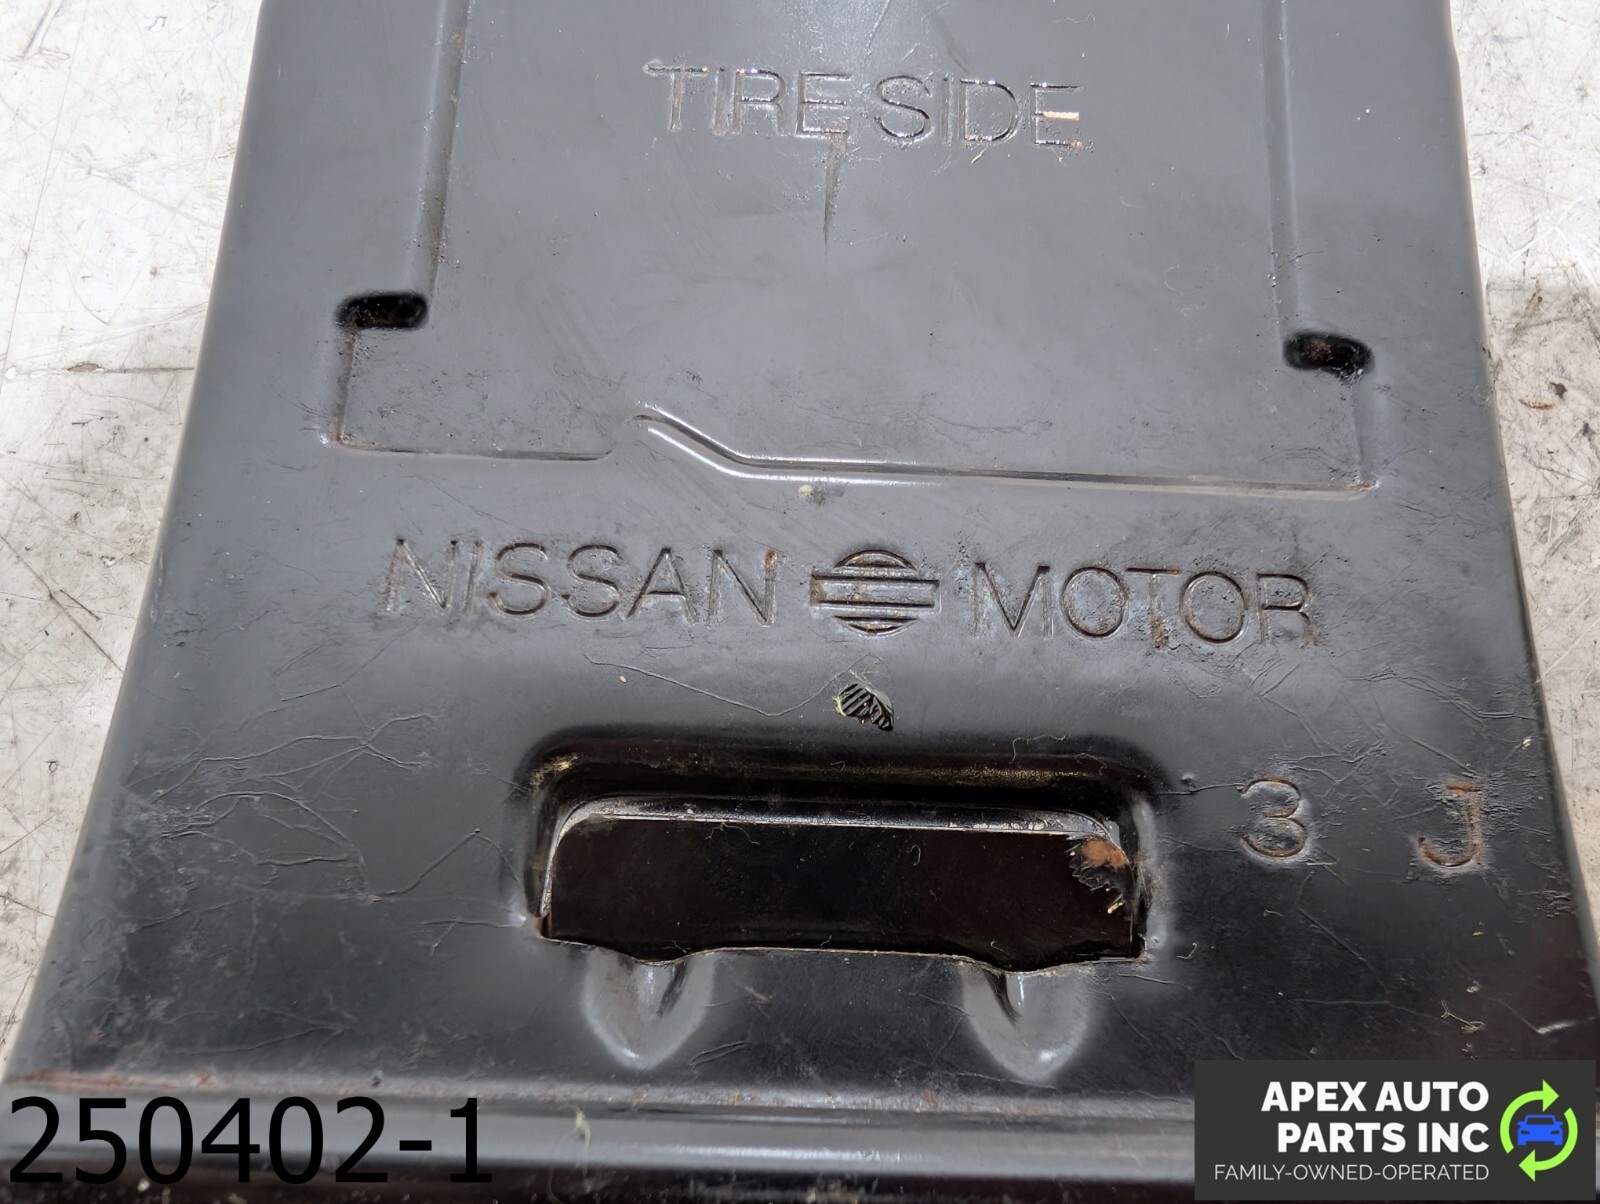 TIRE SIDE
NISSAN MOTOR
3 J
250402-1
APEX AUTO
PARTS INC
FAMILY-OWNED-OPERATED